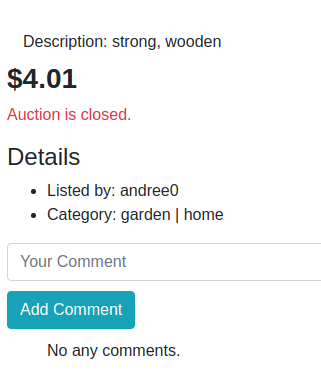 Description: strong, wooden
$4.01
Auction is closed.
Details
Listed by: andree0
Category: garden | home
Your Comment
Add Comment
No any comments.